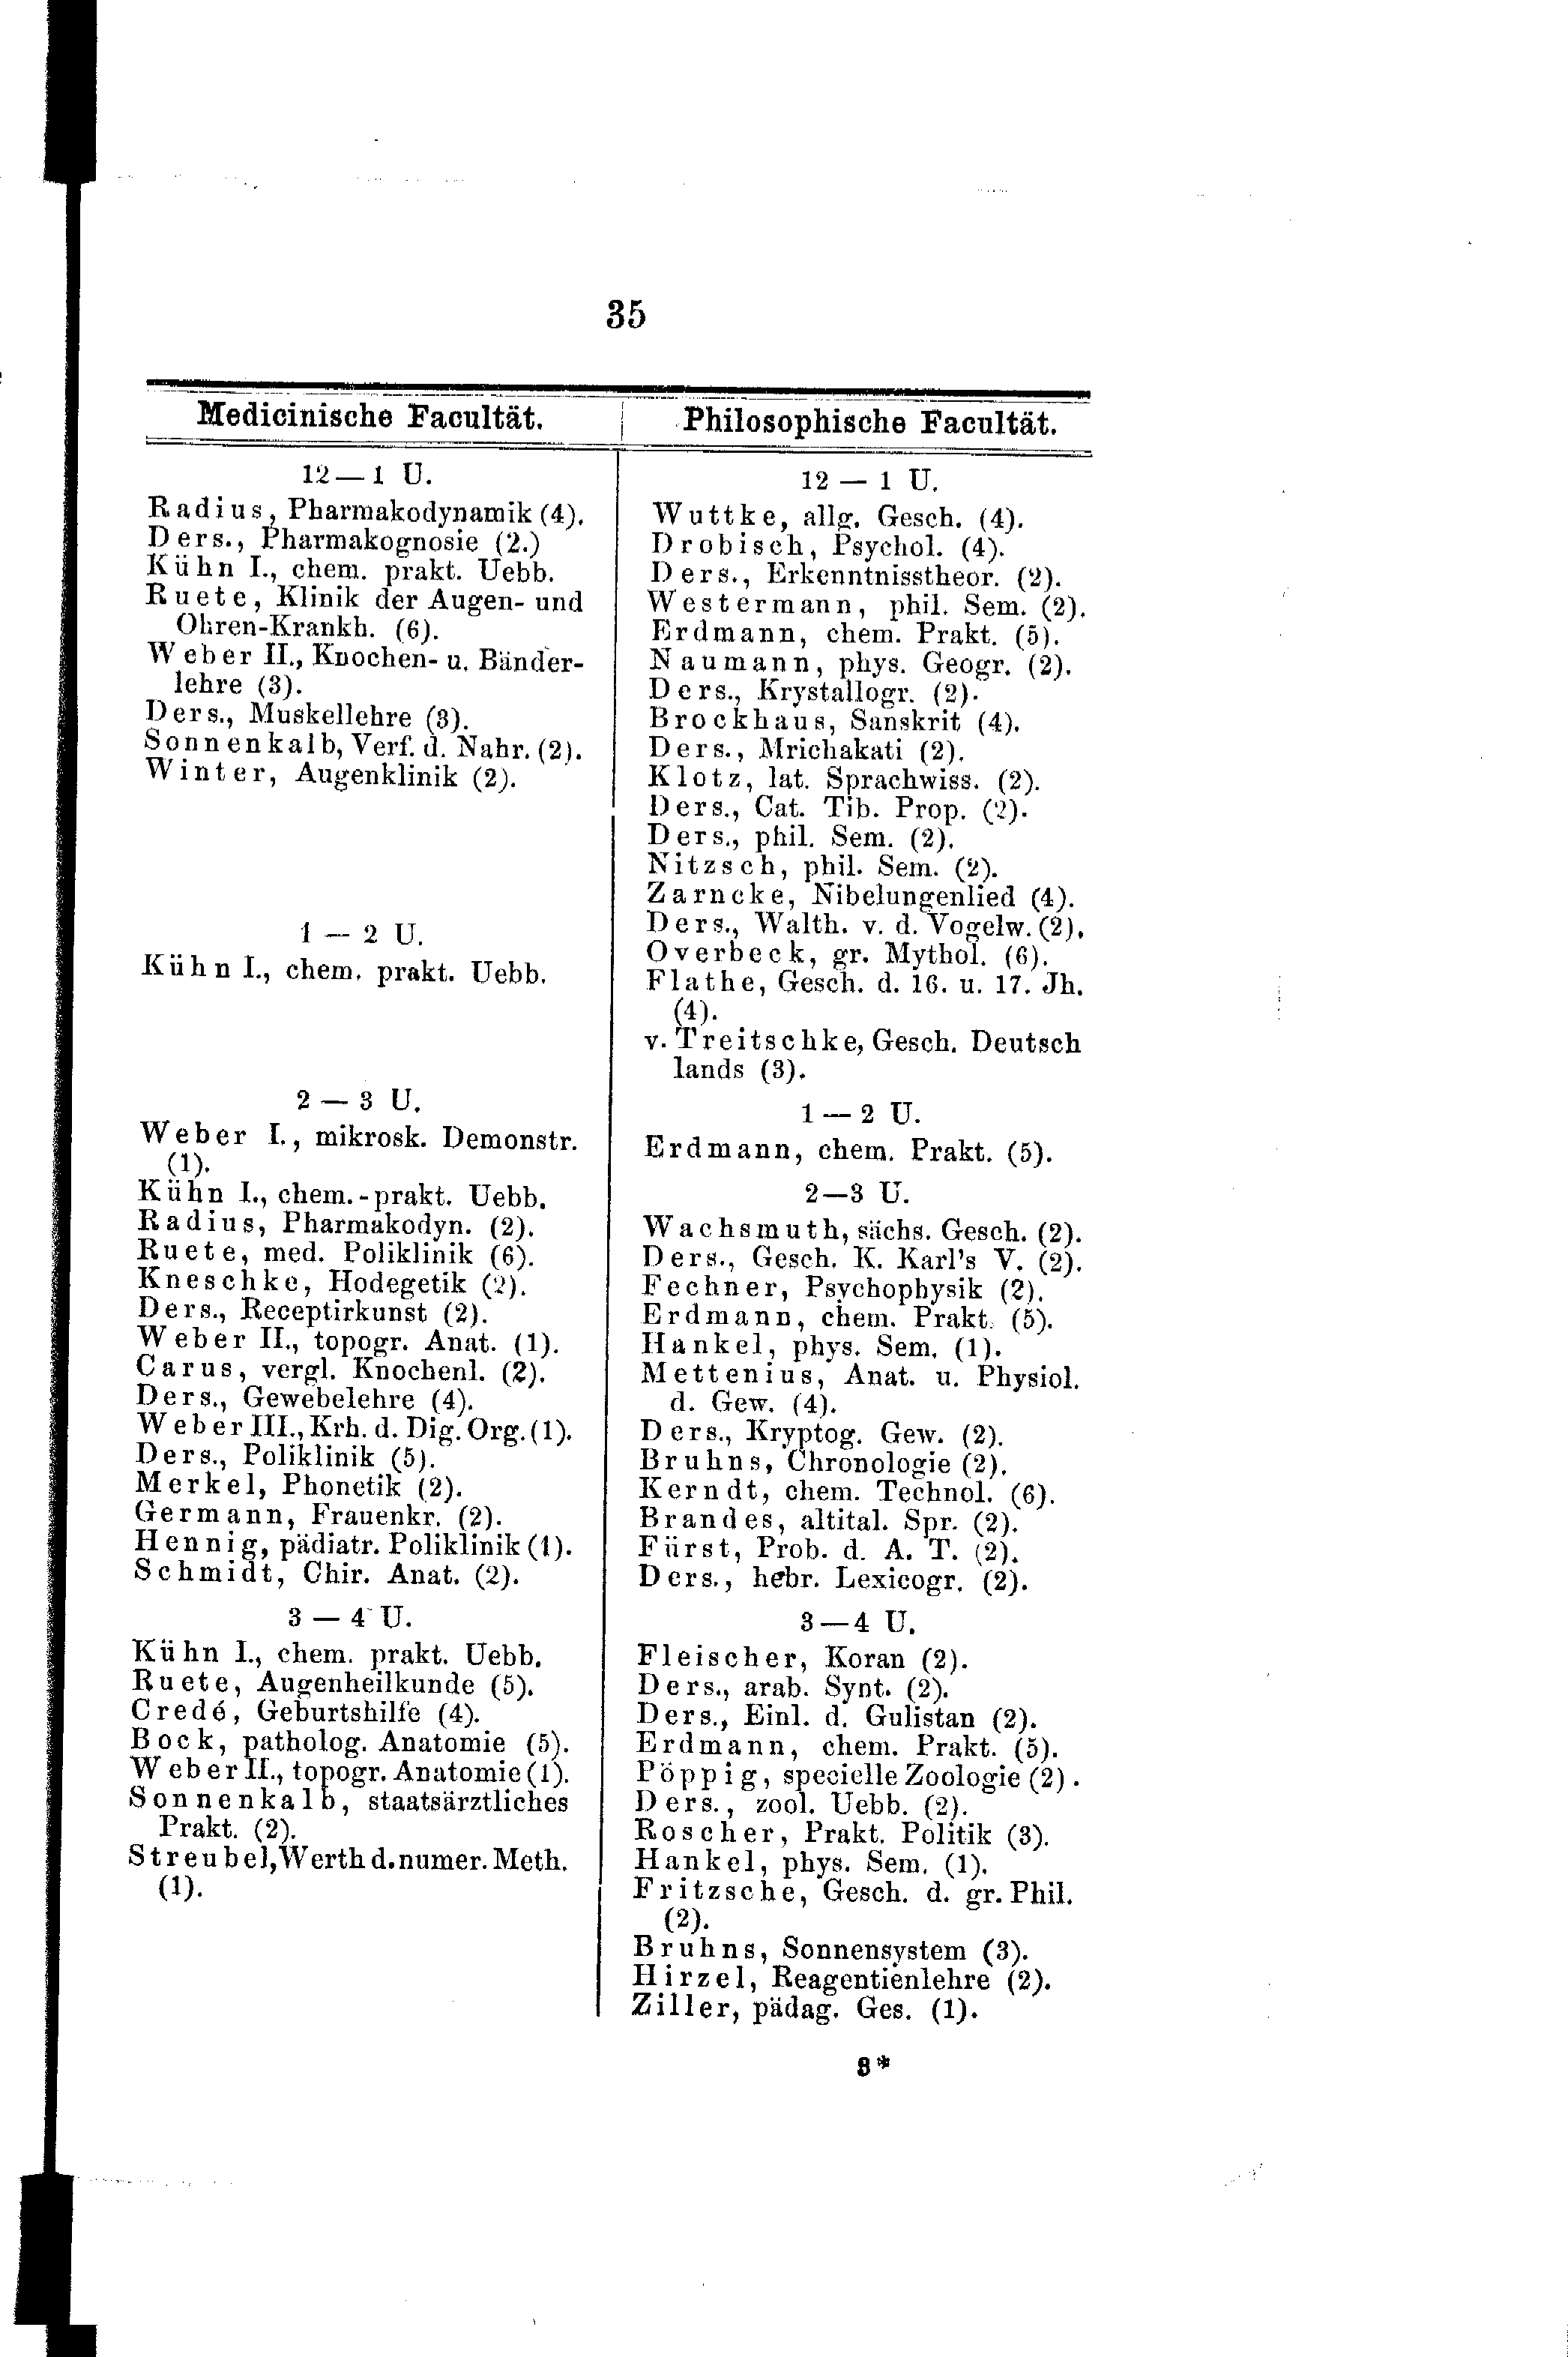 35
Medicinische Facultät.
12—1 U.
Radius, Pharmakodynamik (4).
Ders., Pharmakognosie (2.)
Kühn I., chem. prakt. Uebb.
Ruete, Klinik der Augen- und
Ohren-Krankh. (6).
Weber II., Knochen- u. Bänder-
lehre (3).
Ders., Muskellehre (3).
Sonnenkalb, Verf. d. Nahr. (2).
Winter, Augenklinik (2).
1 — 2 U.
Kühn I., chem. prakt. Uebb.
2 — 3 U.
Weber I., mikrosk. Demonstr.
(1).
Kühn I., chem.-prakt. Uebb.
Radius, Pharmakodyn. (2).
Ruete, med. Poliklinik (6).
Kneschke, Hodegetik (2).
Ders., Receptirkunst (2).
Weber II., topogr. Anat. (1).
Carus, vergl. Knochenl. (2).
Ders., Gewebelehre (4).
Weber III., Krh. d. Dig. Org. (1).
Ders., Poliklinik (5).
Merkel, Phonetik (2).
Germann, Frauenkr. (2).
Hennig, pädiatr. Poliklinik (1).
Schmidt, Chir. Anat. (2).
3 — 4 U.
Kühn I., chem. prakt. Uebb.
Ruete, Augenheilkunde (5).
Credé, Geburtshilfe (4).
Bock, patholog. Anatomie (5).
Weber II., topogr. Anatomie (1).
Sonnenkalb, staatsärztliches
Prakt. (2).
Streubel, Werth d. numer. Meth.
(1).
Philosophische Facultät.
12 — 1 U.
Wuttke, allg. Gesch. (4).
Drobisch, Psychol. (4).
Ders., Erkenntnisstheor. (2).
Westermann, phil. Sem. (2).
Erdmann, chem. Prakt. (5).
Naumann, phys. Geogr. (2).
Ders., Krystallogr. (2).
Brockhaus, Sanskrit (4).
Ders., Mrichakati (2).
Klotz, lat. Sprachwiss. (2).
Ders., Cat. Tib. Prop. (2).
Ders., phil. Sem. (2).
Nitzsch, phil. Sem. (2).
Zarncke, Nibelungenlied (4).
Ders., Walth. v. d. Vogelw. (2).
Overbeck, gr. Mythol. (6).
Flathe, Gesch. d. 16. u. 17. Jh.
(4).
v. Treitschke, Gesch. Deutsch
lands (3).
1 — 2 U.
Erdmann, chem. Prakt. (5).
2—3 U.
Wachsmuth, sächs. Gesch. (2).
Ders., Gesch. K. Karl's V. (2).
Fechner, Psychophysik (2).
Erdmann, chem. Prakt. (5).
Hankel, phys. Sem. (1).
Mettenius, Anat. u. Physiol.
d. Gew. (4).
Ders., Kryptog. Gew. (2).
Bruhns, Chronologie (2).
Kerndt, chem. Technol. (6).
Brandes, altital. Spr. (2).
Fürst, Prob. d. A. T. (2).
Ders., hebr. Lexicogr. (2).
3—4 U.
Fleischer, Koran (2).
Ders., arab. Synt. (2).
Ders., Einl. d. Gulistan (2).
Erdmann, chem. Prakt. (5).
Pöppig, specielle Zoologie (2).
Ders., zool. Uebb. (2).
Roscher, Prakt. Politik (3).
Hankel, phys. Sem. (1).
Fritzsche, Gesch. d. gr. Phil.
(2).
Bruhns, Sonnensystem (3).
Hirzel, Reagentienlehre (2).
Ziller, pädag. Ges. (1).
8*